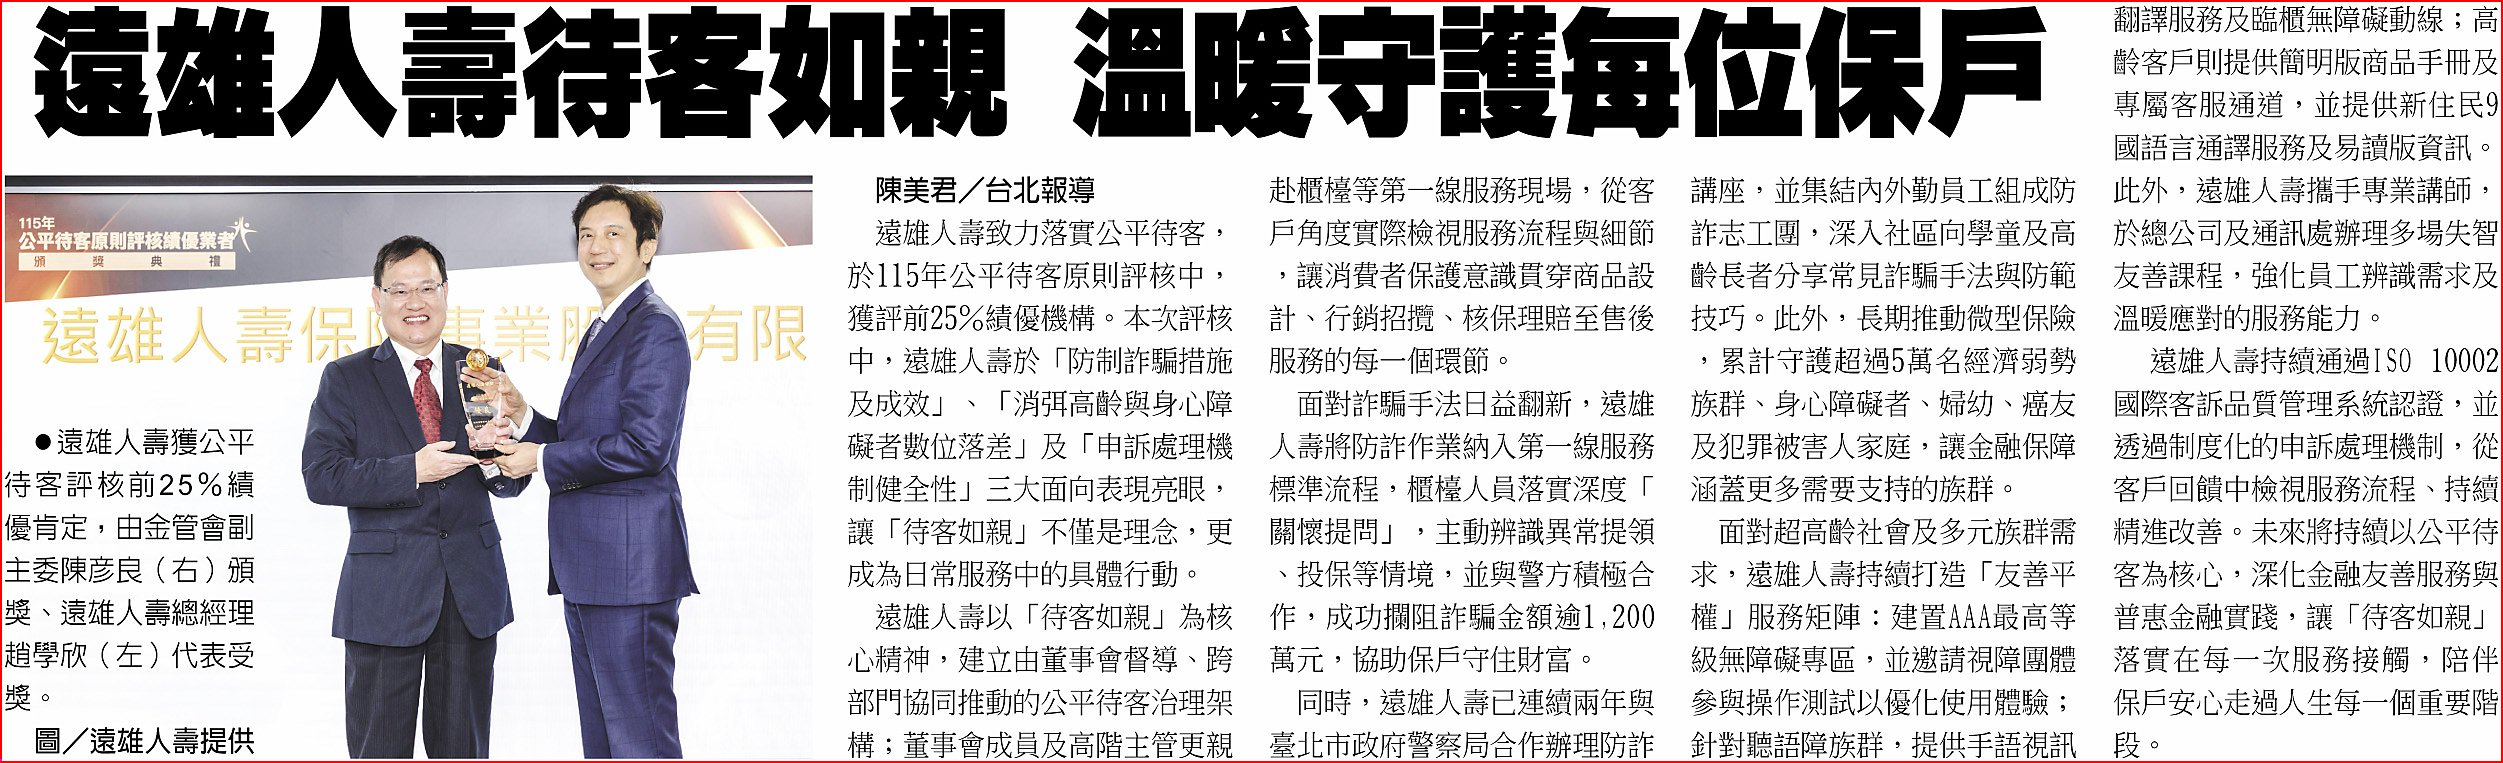 遠雄人壽待客如親 溫暖守護每位保戶
115年
公平待客原則評核績優業者
頒獎典禮
遠雄人壽保險事業股 有限
●遠雄人壽獲公平
待客評核前25%績
優肯定，由金管會副
主委陳彥良（右）頒
獎、遠雄人壽總經理
趙學欣（左）代表受
獎。
圖／遠雄人壽提供
陳美君／台北報導
遠雄人壽致力落實公平待客，
於115年公平待客原則評核中，
獲評前25%績優機構。本次評核
中，遠雄人壽於「防制詐騙措施
及成效」、「消弭高齡與身心障
礙者數位落差」及「申訴處理機
制健全性」三大面向表現亮眼，
讓「待客如親」不僅是理念，更
成為日常服務中的具體行動。
遠雄人壽以「待客如親」為核
心精神，建立由董事會督導、跨
部門協同推動的公平待客治理架
構；董事會成員及高階主管更親
赴櫃檯等第一線服務現場，從客
戶角度實際檢視服務流程與細節
，讓消費者保護意識貫穿商品設
計、行銷招攬、核保理賠至售後
服務的每一個環節。
面對詐騙手法日益翻新，遠雄
人壽將防詐作業納入第一線服務
標準流程，櫃檯人員落實深度「
關懷提問」，主動辨識異常提領
、投保等情境，並與警方積極合
作，成功攔阻詐騙金額逾1,200
萬元，協助保戶守住財富。
同時，遠雄人壽已連續兩年與
臺北市政府警察局合作辦理防詐
講座，並集結內外勤員工組成防
詐志工團，深入社區向學童及高
齡長者分享常見詐騙手法與防範
技巧。此外，長期推動微型保險
，累計守護超過5萬名經濟弱勢
族群、身心障礙者、婦幼、癌友
及犯罪被害人家庭，讓金融保障
涵蓋更多需要支持的族群。
面對超高齡社會及多元族群需
求，遠雄人壽持續打造「友善平
權」服務矩陣：建置AAA最高等
級無障礙專區，並邀請視障團體
參與操作測試以優化使用體驗；
針對聽語障族群，提供手語視訊
翻譯服務及臨櫃無障礙動線；高
齡客戶則提供簡明版商品手冊及
專屬客服通道，並提供新住民9
國語言通譯服務及易讀版資訊。
此外，遠雄人壽攜手專業講師，
於總公司及通訊處辦理多場失智
友善課程，強化員工辨識需求及
溫暖應對的服務能力。
遠雄人壽持續通過ISO 10002
國際客訴品質管理系統認證，並
透過制度化的申訴處理機制，從
客戶回饋中檢視服務流程、持續
精進改善。未來將持續以公平待
客為核心，深化金融友善服務與
普惠金融實踐，讓「待客如親」
落實在每一次服務接觸，陪伴
保戶安心走過人生每一個重要階
段。